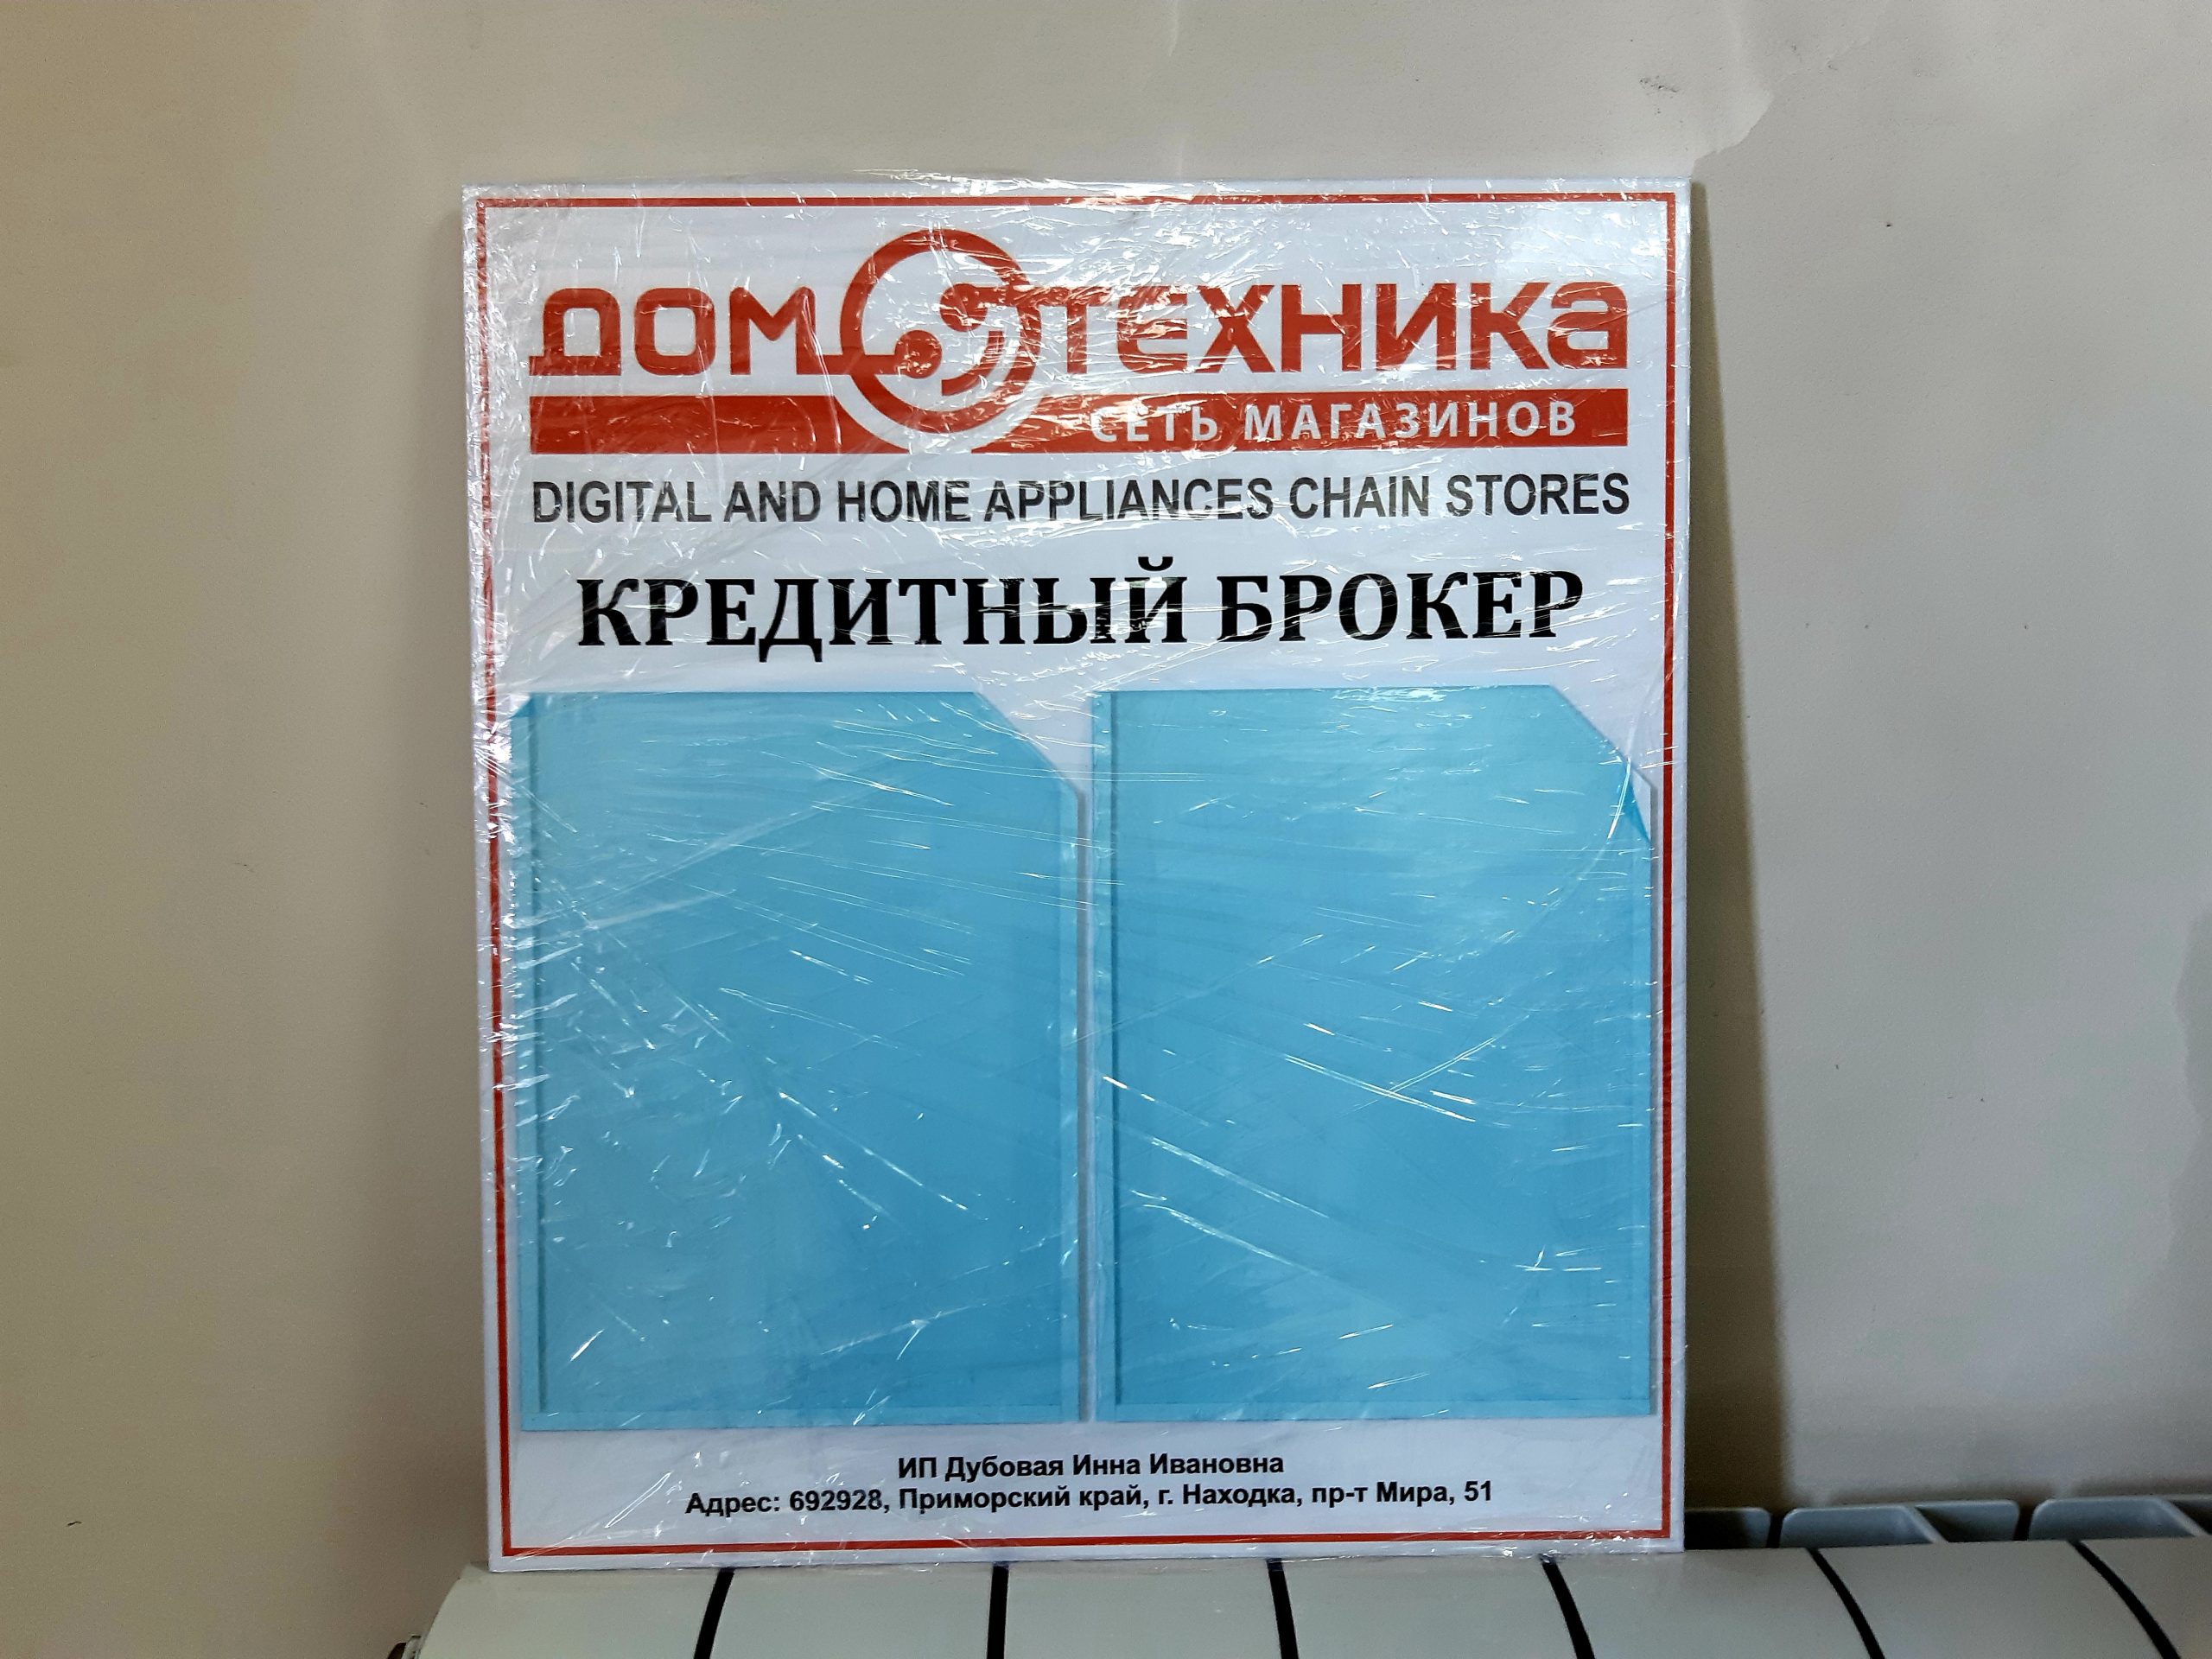 ДОМОТЕХНИКА
СЕТЬ МАГАЗИНОВ
DIGITAL AND HOME APPLIANCES CHAIN STORES
КРЕДИТНЫЙ БРОКЕР
ИП Дубовая Инна Ивановна
Адрес: 692928, Приморский край, г. Находка, пр-т Мира, 51